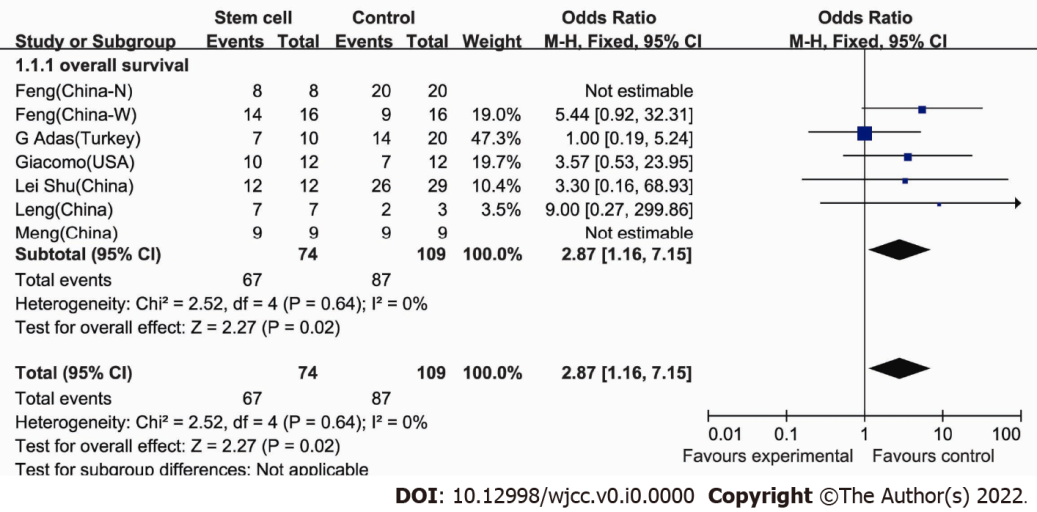 Stem cell Control Odds Ratio Odds Ratio
Study or Subgroup Events Total Events Total Weight M-H, Fixed, 95% CI M-H, Fixed, 95% CI
1.1.1 overall survival
Feng(China-N) 8 8 20 20 Not estimable
Feng(China-W) 14 16 9 16 19.0% 5.44 [0.92, 32.31]
G Adas(Turkey) 7 10 14 20 47.3% 1.00 [0.19, 5.24]
Giacomo(USA) 10 12 7 12 19.7% 3.57 [0.53, 23.95]
Lei Shu(China) 12 12 26 29 10.4% 3.30 [0.16, 68.93]
Leng(China) 7 7 2 3 3.5% 9.00 [0.27, 299.86]
Meng(China) 9 9 9 9 Not estimable
Subtotal (95% CI) 74 109 100.0% 2.87 [1.16, 7.15]
Total events 67 87
Heterogeneity: Chi² = 2.52, df = 4 (P = 0.64); I² = 0%
Test for overall effect: Z = 2.27 (P = 0.02)
Total (95% CI) 74 109 100.0% 2.87 [1.16, 7.15]
Total events 67 87
Heterogeneity: Chi² = 2.52, df = 4 (P = 0.64); I² = 0%
Test for overall effect: Z = 2.27 (P = 0.02)
Test for subgroup differences: Not applicable
0.01 0.1 1 10 100
Favours experimental Favours control
DOI: 10.12998/wjcc.v0.i0.0000 Copyright ©The Author(s) 2022.